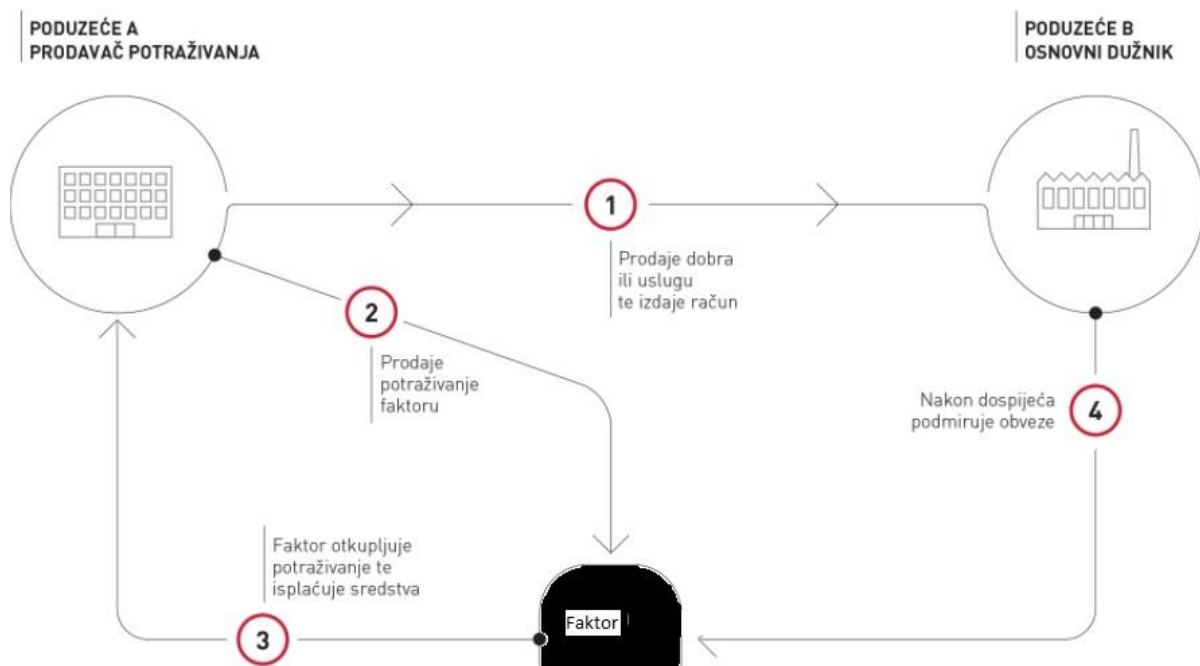 PODUZEĆE A
PRODAVAČ POTRAŽIVANJA
PODUZEĆE B
OSNOVNI DUŽNIK
1
Prodaje dobra
ili uslugu
te izdaje račun
2
Prodaje
potraživanje
faktoru
Nakon dospijeća
podmiruje obveze
4
Faktor otkupljuje
potraživanje te
isplaćuje sredstva
3
Faktor